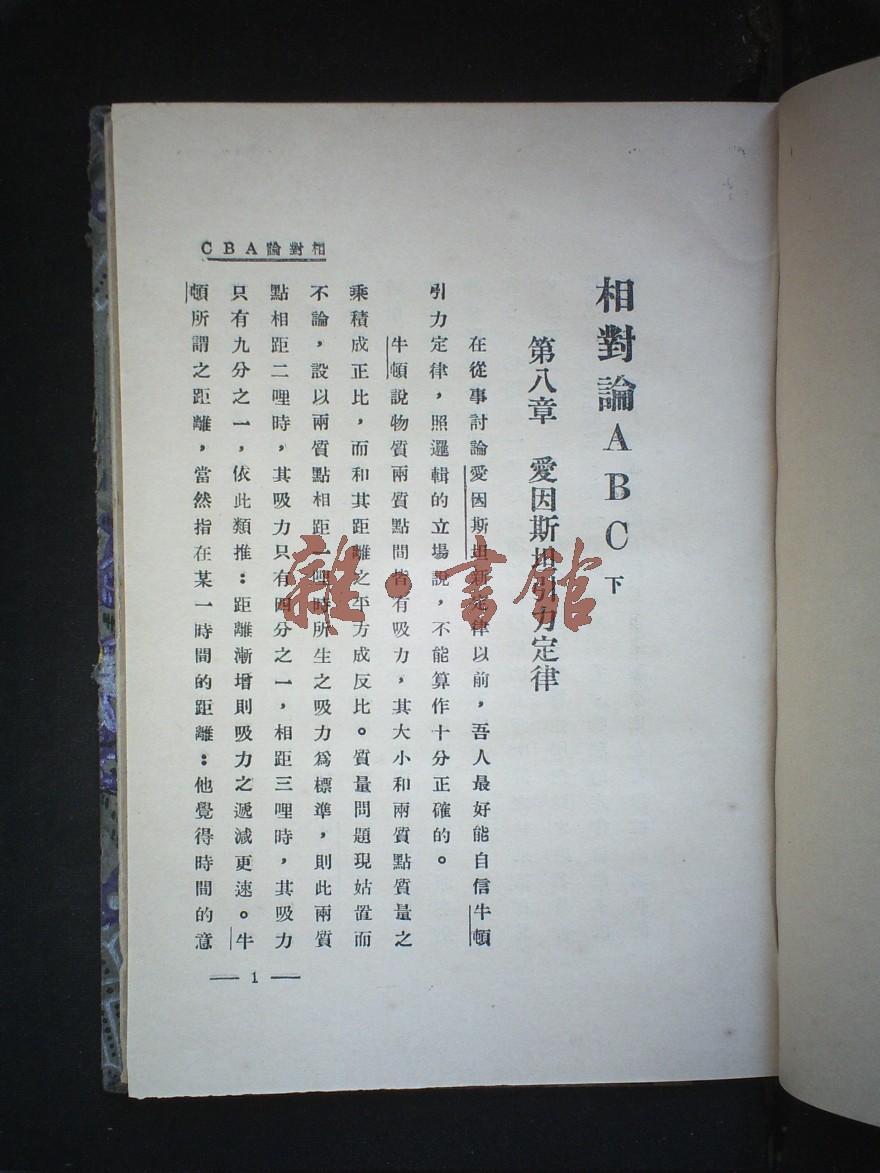 相對論ABC 下
第八章 愛因斯坦引力定律
在從事討論愛因斯坦新定律以前，吾人最好能自信牛頓
引力定律，照邏輯的立場說，不能算作十分正確的。
牛頓說物質兩質點間皆有吸力，其大小和兩質點質量之
乘積成正比，而和其距離之平方成反比。質量問題現姑置而
不論，設以兩質點相距一哩時所生之吸力爲標準，則此兩質
點相距二哩時，其吸力只有四分之一，相距三哩時，其吸力
只有九分之一，依此類推：距離漸增則吸力之遞減更速。牛
頓所謂之距離，當然指在某一時間的距離：他覺得時間的意
相對論ABC
— 1 —
雜·書館